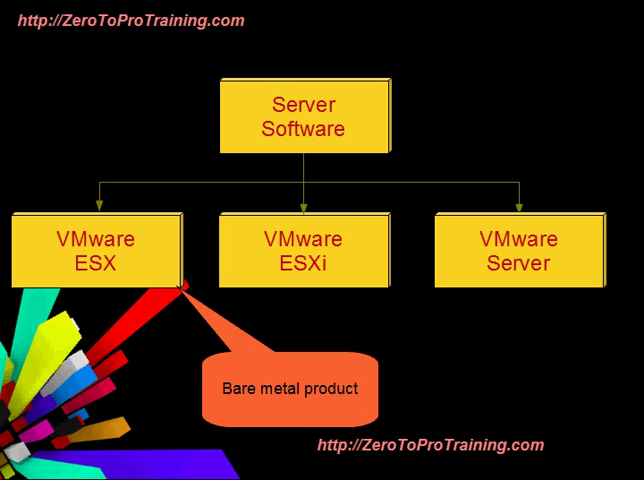 http://ZeroToProTraining.com
Server
Software
VMware
ESX
VMware
ESXi
VMware
Server
Bare metal product
http://ZeroToProTraining.com